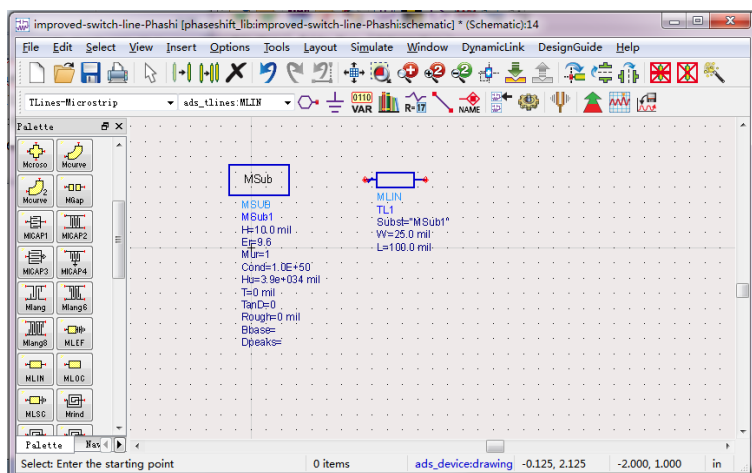 improved-switch-line-Phashi [phaseshift_lib:improved-switch-line-Phashi:schematic] * (Schematic):14
File Edit Select View Insert Options Tools Layout Simulate Window DynamicLink DesignGuide Help
TLines-Microstrip ads_tlines:MLIN VAR NAME
Palette
Mcroso Mcurve
Mcurve MGap
MICAP1 MICAP2
MICAP3 MICAP4
Mlang Mlang6
Mlang8 MLEF
MLIN MLOC
MLSC Mrind
MSub
MSUB
MSub1
H=10.0 mil
Er=9.6
Mur=1
Cond=1.0E+50
Hu=3.9e+034 mil
T=0 mil
TanD=0
Rough=0 mil
Bbase=
Dpeaks=
MLIN
TL1
Subst="MSub1"
W=25.0 mil
L=100.0 mil
Palette Nav
Select: Enter the starting point 0 items ads_device:drawing -0.125, 2.125 -2.000, 1.000 in